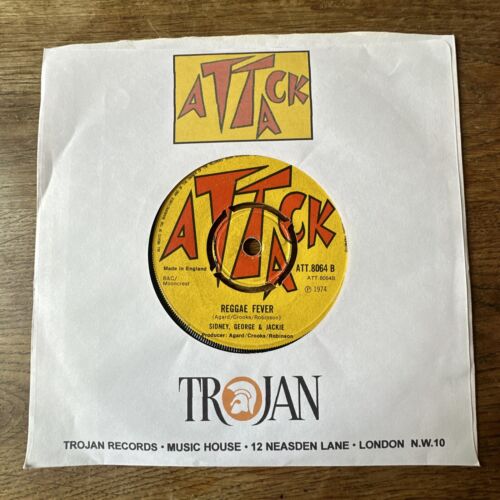 ATTACK
ATTACK
Made in England
ATT.8064 B
B&C/
Mooncrest
ATT-8064B
℗ 1974
REGGAE FEVER
(Agard/Crooks/Robinson)
SIDNEY, GEORGE & JACKIE
Producer: Agard/Crooks/Robinson
TROJAN
TROJAN RECORDS • MUSIC HOUSE • 12 NEASDEN LANE • LONDON N.W.10